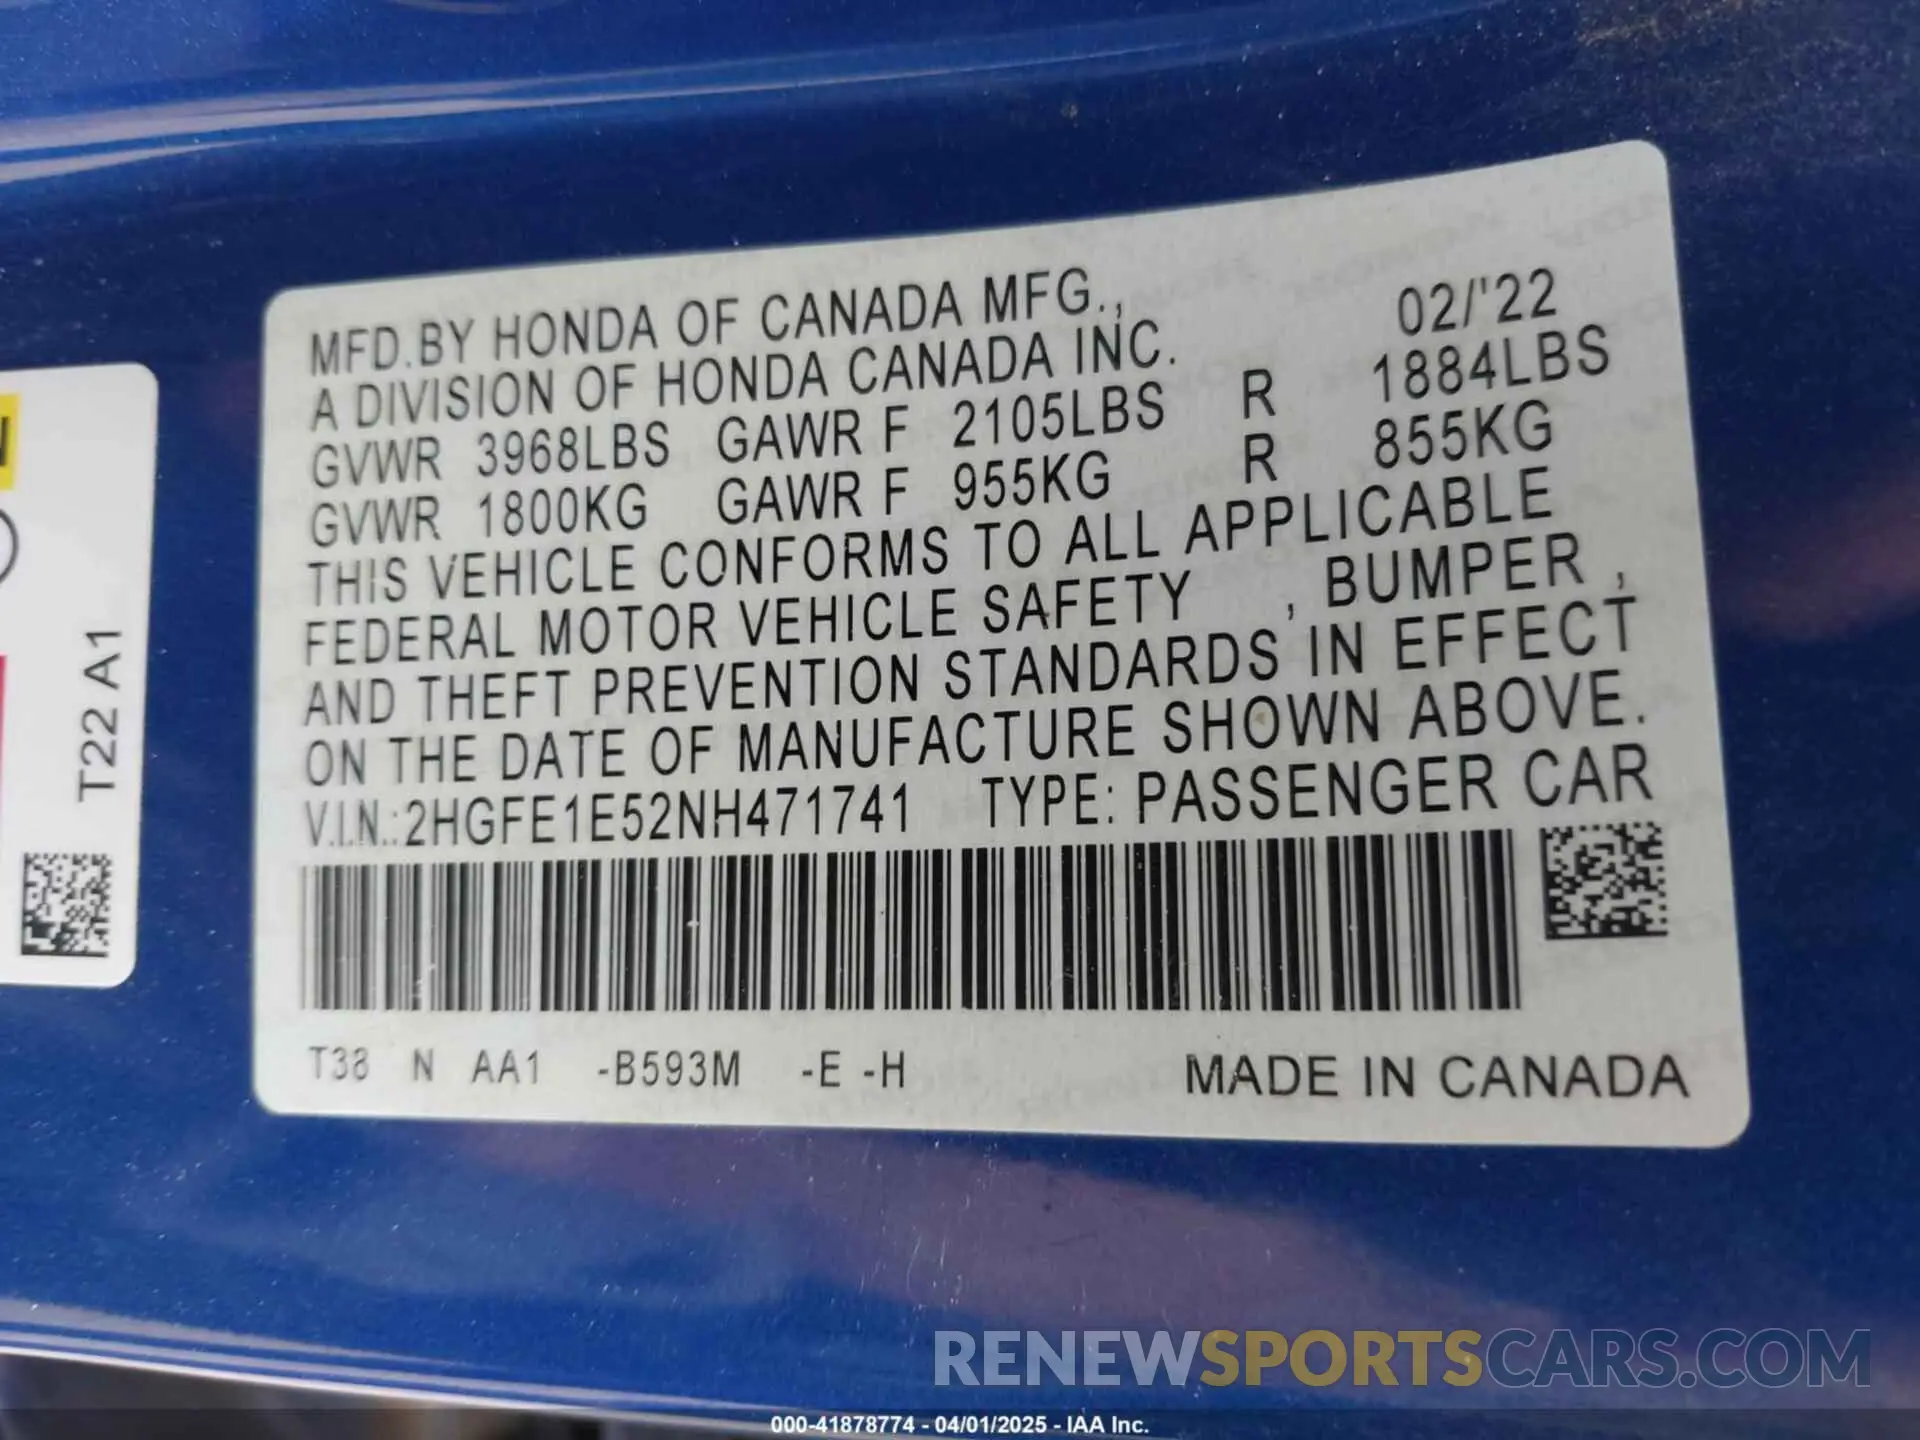 MFD.BY HONDA OF CANADA MFG.,
02/'22
A DIVISION OF HONDA CANADA INC.
GVWR 3968LBS GAWR F 2105LBS R 1884LBS
GVWR 1800KG GAWR F 955KG R 855KG
THIS VEHICLE CONFORMS TO ALL APPLICABLE
FEDERAL MOTOR VEHICLE SAFETY , BUMPER ,
AND THEFT PREVENTION STANDARDS IN EFFECT
ON THE DATE OF MANUFACTURE SHOWN ABOVE.
V.I.N.:2HGFE1E52NH471741 TYPE: PASSENGER CAR
T38 N AA1 -B593M -E -H MADE IN CANADA
T22 A1
RENEWSPORTSCARS.COM
000-41878774 - 04/01/2025 - IAA Inc.